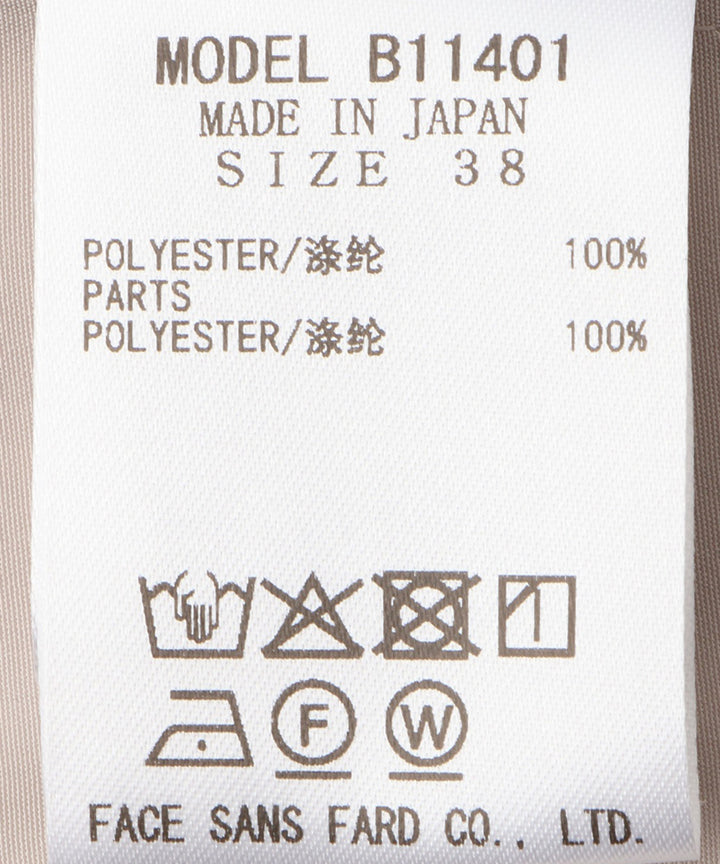 MODEL B11401
MADE IN JAPAN
SIZE 38
POLYESTER/涤纶 100%
PARTS
POLYESTER/涤纶 100%
F W
FACE SANS FARD CO., LTD.